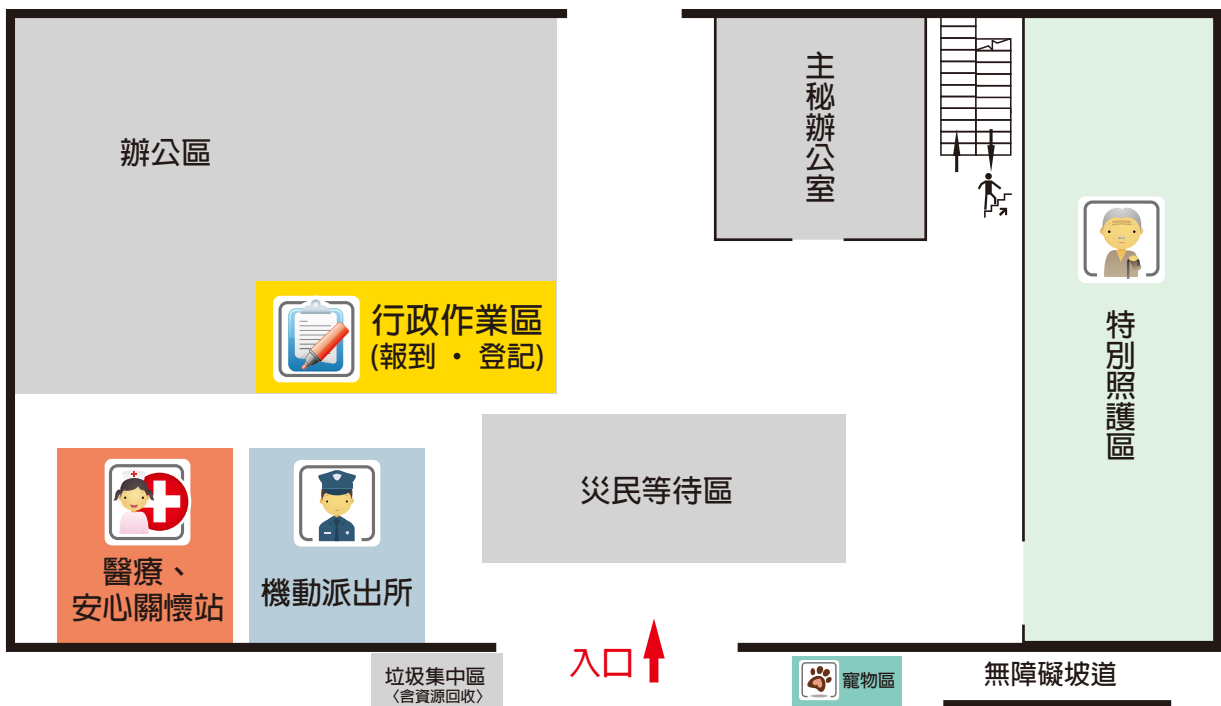 辦公區
主秘辦公室
行政作業區
(報到 ・ 登記)
特別照護區
災民等待區
醫療、
安心關懷站
機動派出所
入口
垃圾集中區
〈含資源回收〉
寵物區
無障礙坡道